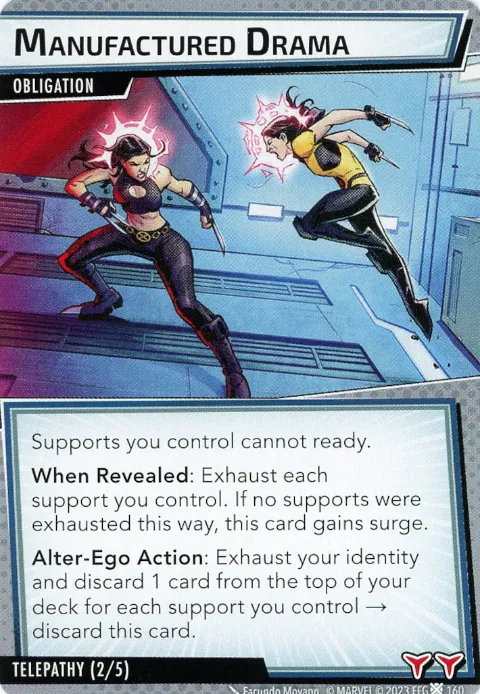 MANUFACTURED DRAMA
OBLIGATION
Supports you control cannot ready.
When Revealed: Exhaust each
support you control. If no supports were
exhausted this way, this card gains surge.
Alter-Ego Action: Exhaust your identity
and discard 1 card from the top of your
deck for each support you control →
discard this card.
TELEPATHY (2/5)
Facundo Moyano. © MARVEL © 2023 FFG 160